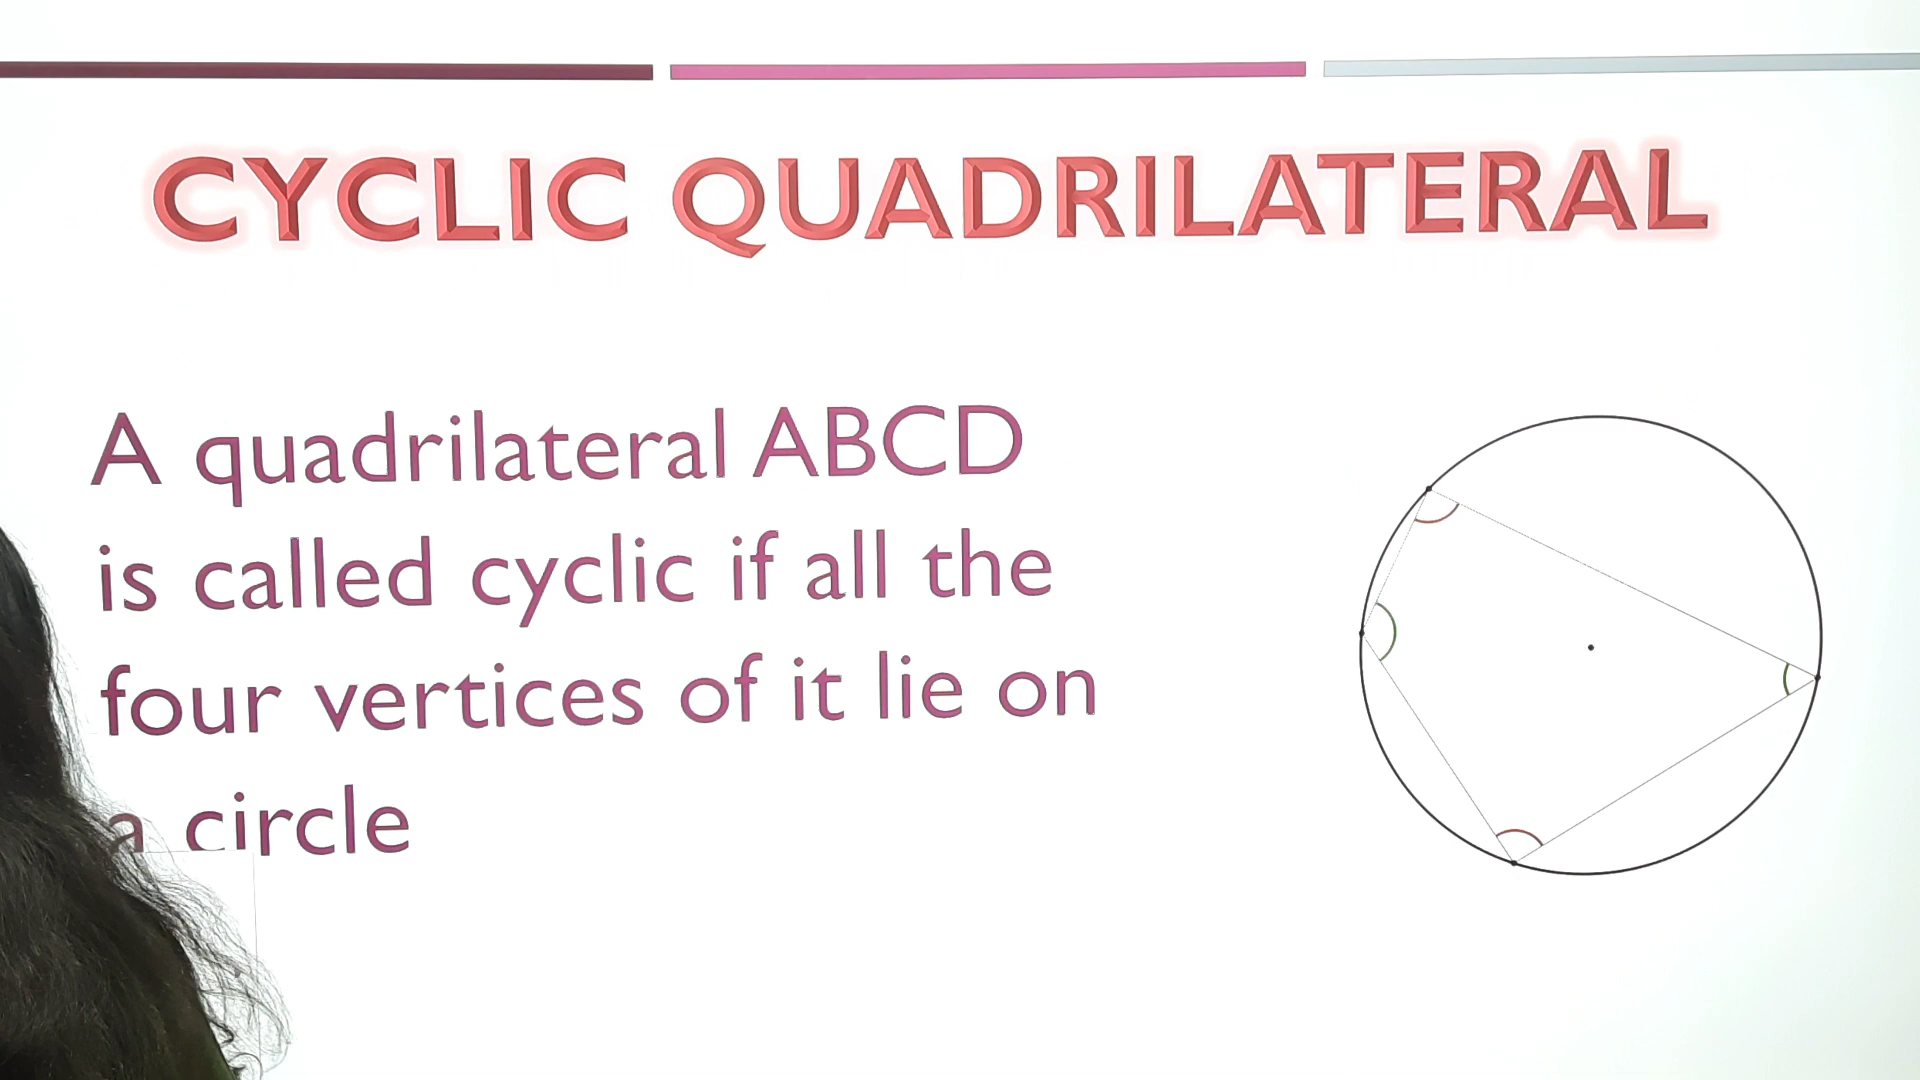 CYCLIC QUADRILATERAL
A quadrilateral ABCD
is called cyclic if all the
four vertices of it lie on
a circle